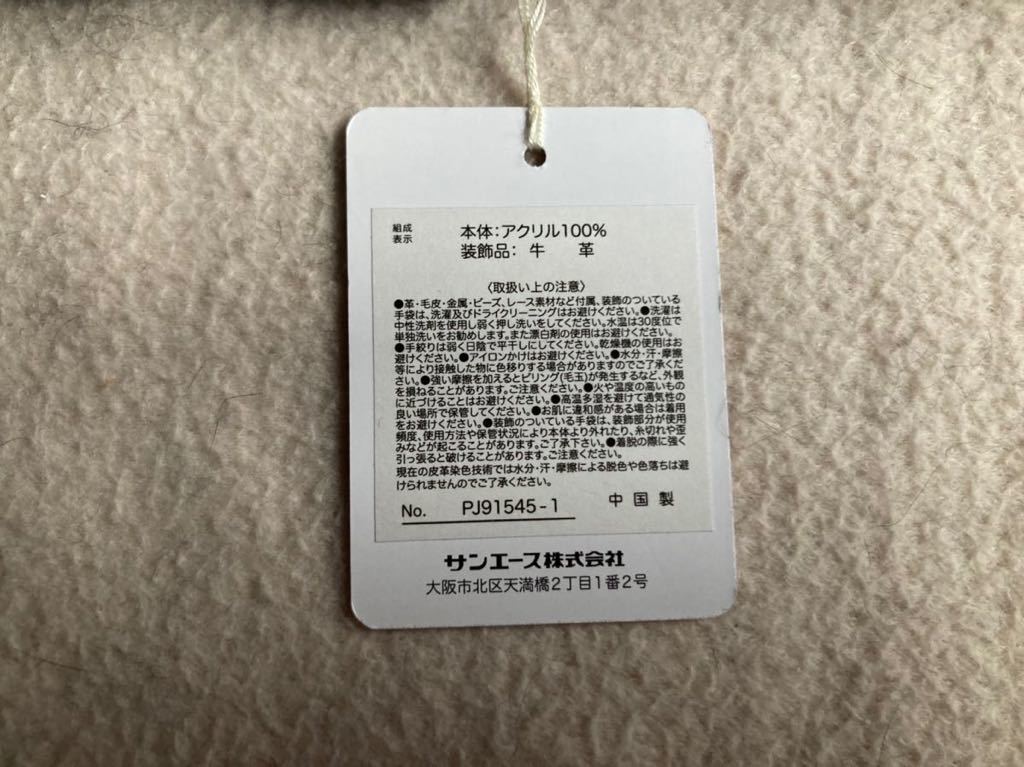 組成
表示
本体:アクリル100%
装飾品: 牛 革
〈取扱い上の注意〉
●革・毛皮・金属・ビーズ、レース素材など付属、装飾のついている
手袋は、洗濯及びドライクリーニングはお避けください。●洗濯は
中性洗剤を使用し弱く押し洗いをしてください。水温は30度位で
単独洗いをお勧めします。また漂白剤の使用はお避けください。
●手絞りは弱く日陰で平干しにしてください。乾燥機の使用はお
避けください。●アイロンかけはお避けください。●水分・汗・摩擦
等により接触した物に色移りする場合がありますのでご了承くだ
さい。●強い摩擦を加えるとピリング(毛玉)が発生するなど、外観
を損ねることがあります。ご注意ください。●火や温度の高いもの
に近づけることはお避けください。●高温多湿を避けて通気性の
良い場所で保管してください。●お肌に違和感がある場合は着用
をお避けください。●装飾のついている手袋は、装飾部分が使用
頻度、使用方法や保管状況により本体より外れたり、糸切れや歪
みなどが起こることがあります。ご了承下さい。●着脱の際に強く
引っ張ると破けることがあります。ご注意ください。
現在の皮革染色技術では水分・汗・摩擦による脱色や色落ちは避
けられませんのでご了承ください。
No. PJ91545-1 中国製
サンエース株式会社
大阪市北区天満橋2丁目1番2号